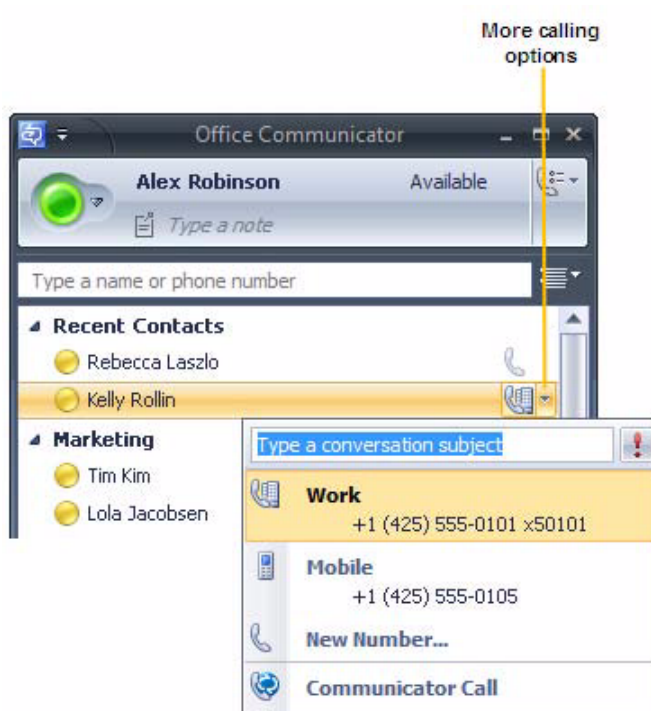 More calling
options
Office Communicator
Alex Robinson Available
Type a note
Type a name or phone number
Recent Contacts
Rebecca Laszlo
Kelly Rollin
Marketing
Type a conversation subject
Tim Kim
Work
Lola Jacobsen
+1 (425) 555-0101 x50101
Mobile
+1 (425) 555-0105
New Number...
Communicator Call